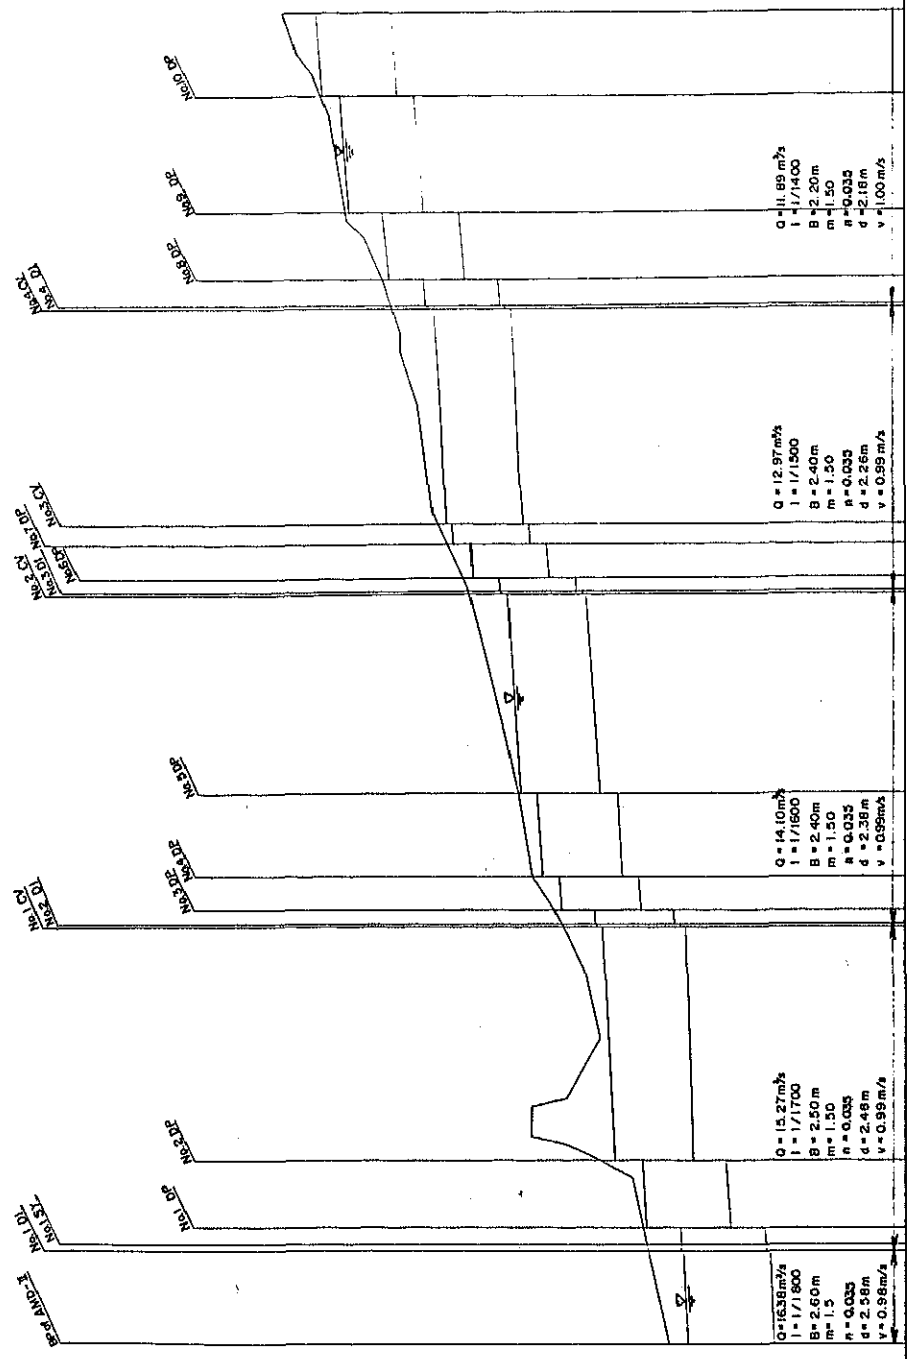 BP of AMD-II
No.1 DI
No.1 SY
No.1 DP
No.2 DP
No.1 CV
No.2 DI
No.3 DP
No.4 DP
No.5 DP
No.2 CV
No.3 DI
No.6 DP
No.7 DP
No.3 CV
No.4 CV
No.4 DI
No.8 DP
No.9 DP
No.10 DP
Q=16.38m³/s
I = 1/1800
B= 2.60m
m= 1.5
n = 0.035
d= 2.58m
v = 0.98m/s
Q = 15.27m³/s
I = 1/1700
B = 2.50m
m= 1.50
n = 0.035
d = 2.48m
v = 0.99m/s
Q = 14.10m³/s
I = 1/1600
B = 2.40m
m = 1.50
n = 0.035
d = 2.38m
v = 0.99m/s
Q = 12.97m³/s
I = 1/1500
B = 2.40m
m = 1.50
n = 0.035
d = 2.26m
v = 0.99m/s
Q = 11.89m³/s
I = 1/1400
B = 2.20m
m = 1.50
n = 0.035
d = 2.18m
v = 1.00m/s